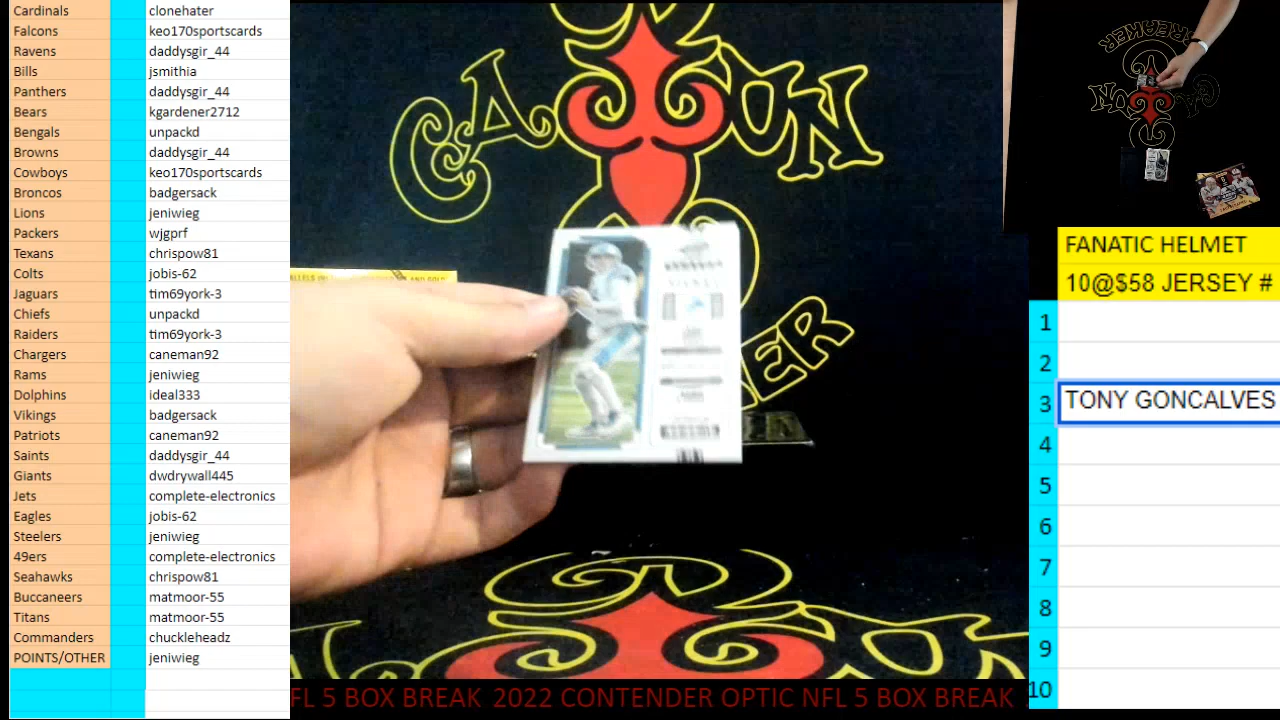 Cardinals clonehater
Falcons keo170sportscards
Ravens daddysgir_44
Bills jsmithia
Panthers daddysgir_44
Bears kgardener2712
Bengals unpackd
Browns daddysgir_44
Cowboys keo170sportscards
Broncos badgersack
Lions jeniwieg
Packers wjgprf
Texans chrispow81
Colts jobis-62
Jaguars tim69york-3
Chiefs unpackd
Raiders tim69york-3
Chargers caneman92
Rams jeniwieg
Dolphins ideal333
Vikings badgersack
Patriots caneman92
Saints daddysgir_44
Giants dwdrywall445
Jets complete-electronics
Eagles jobis-62
Steelers jeniwieg
49ers complete-electronics
Seahawks chrispow81
Buccaneers matmoor-55
Titans matmoor-55
Commanders chuckleheadz
POINTS/OTHER jeniwieg
FL 5 BOX BREAK 2022 CONTENDER OPTIC NFL 5 BOX BREAK
BREAKER
FANATIC HELMET
10@$58 JERSEY #
1
2
3 TONY GONCALVES
4
5
6
7
8
9
10